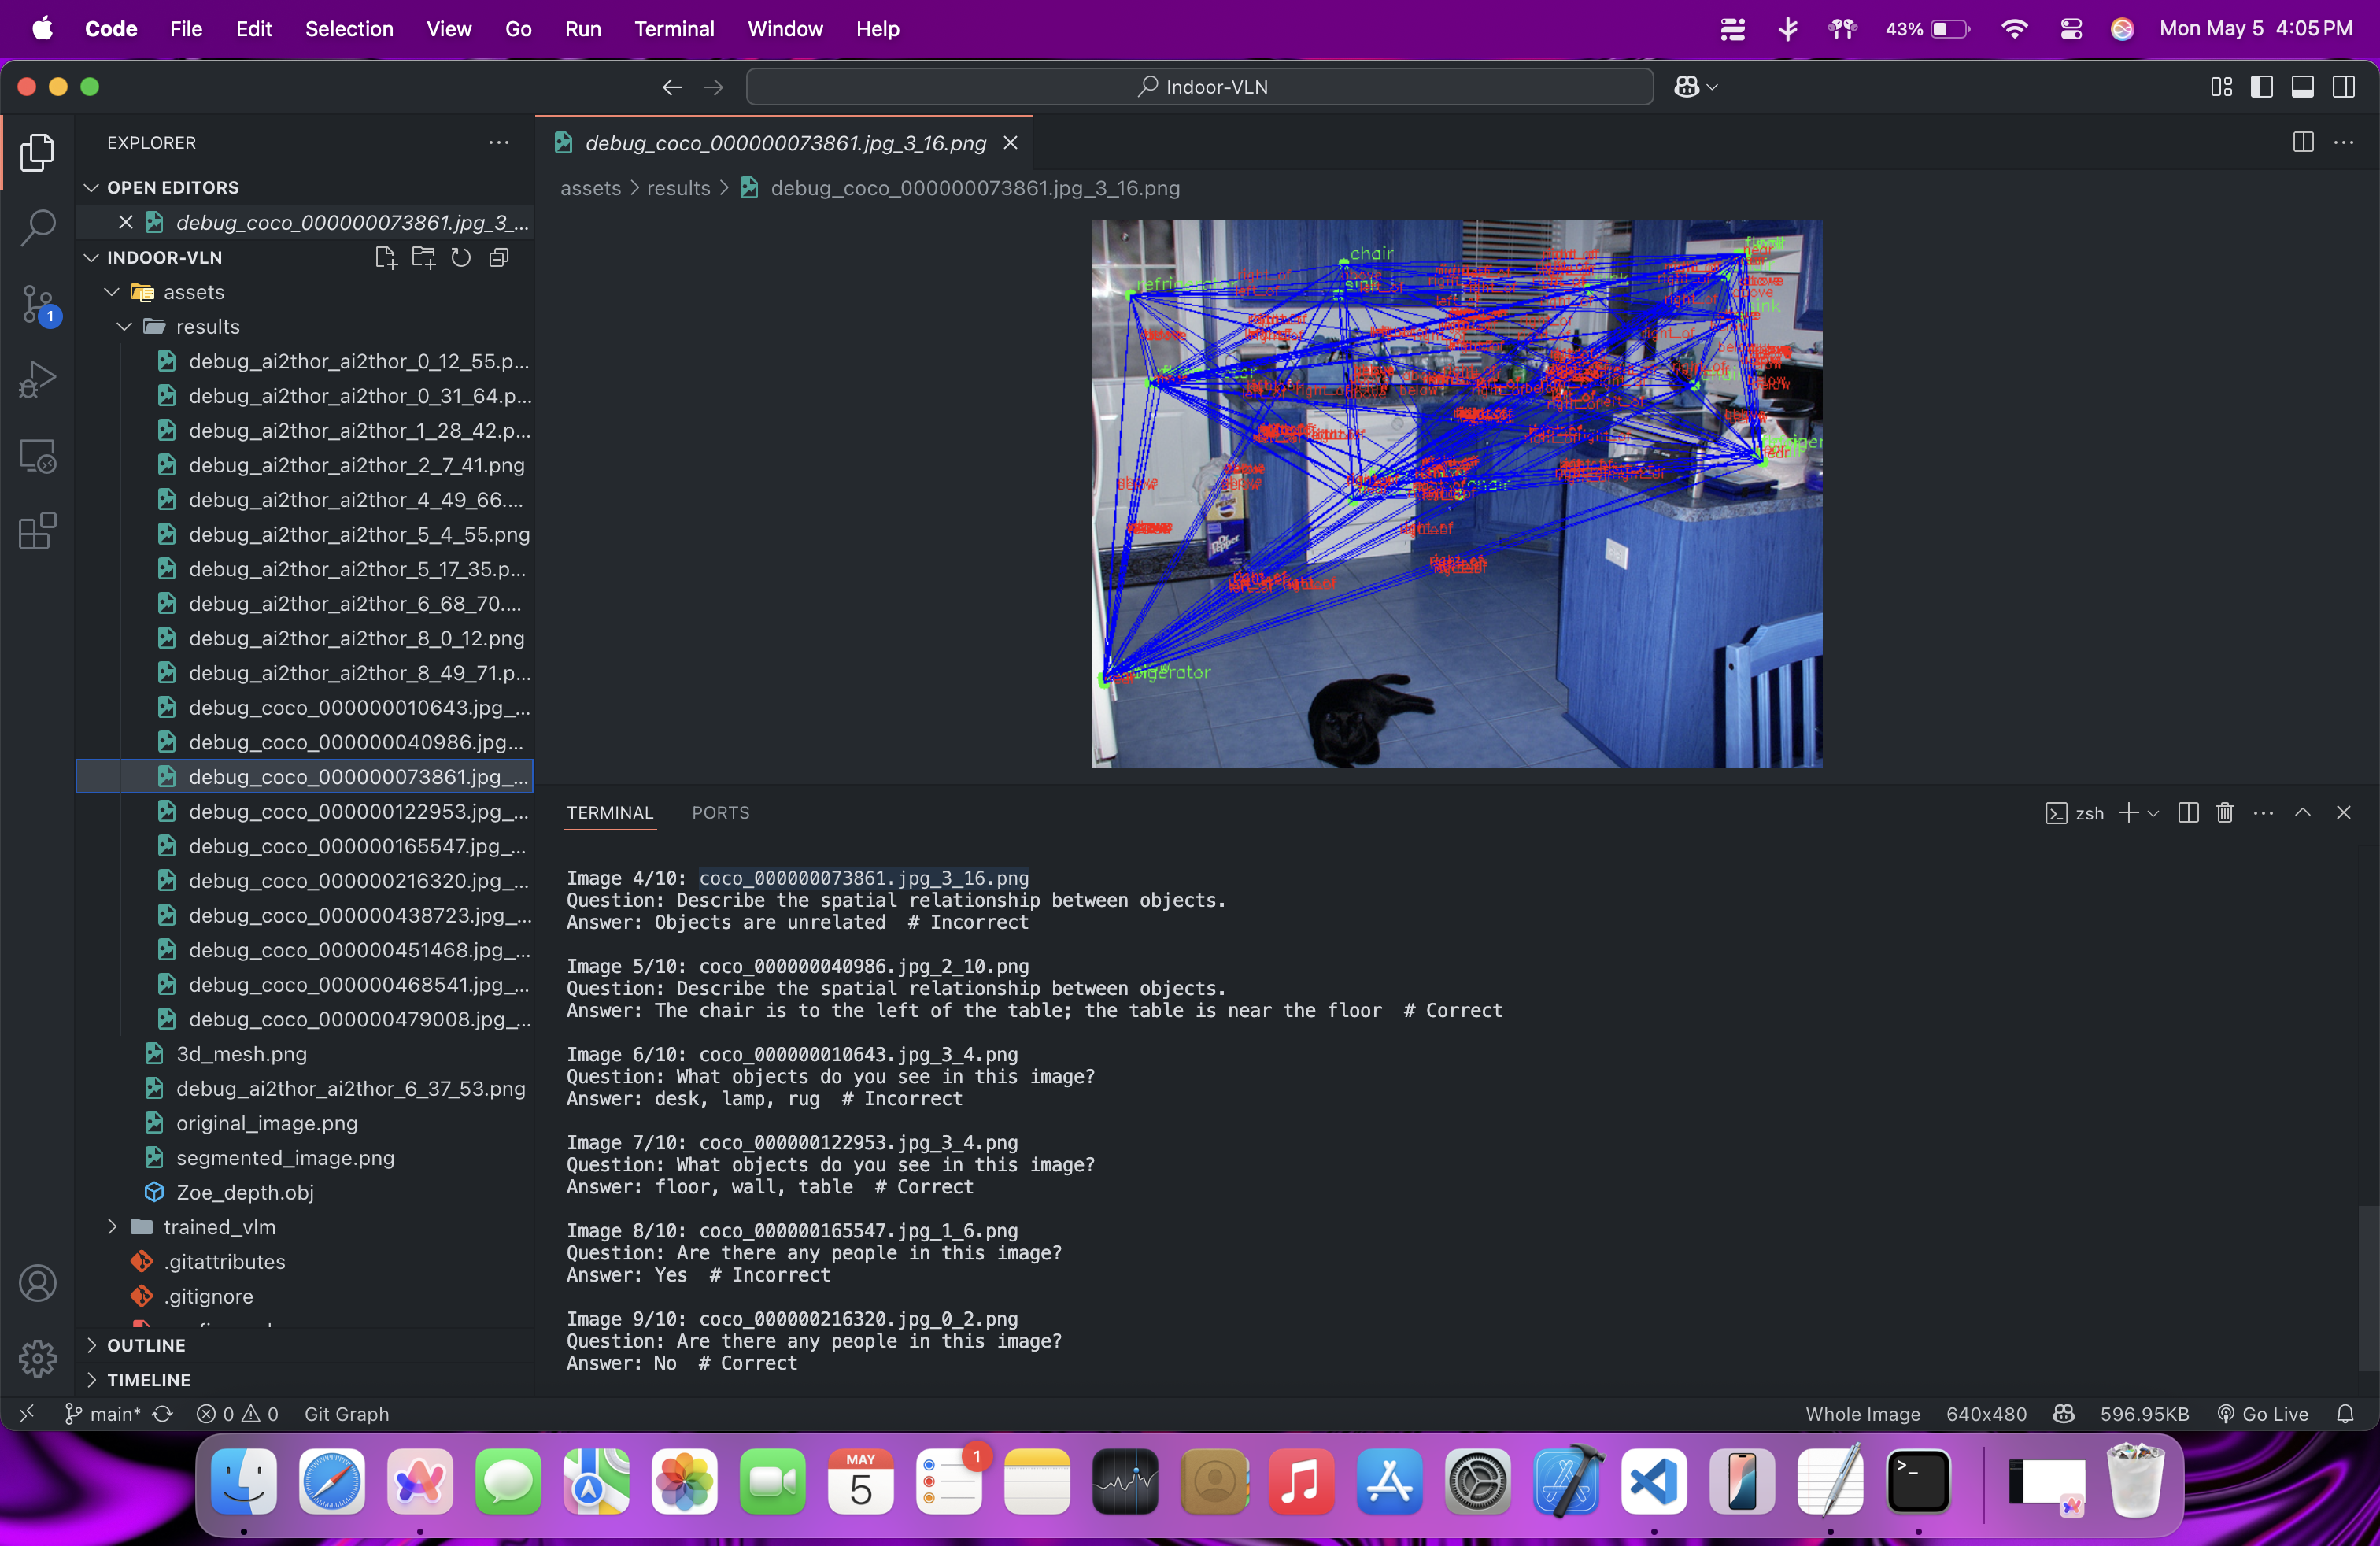 Code File Edit Selection View Go Run Terminal Window Help
43% Mon May 5 4:05 PM
Indoor-VLN
EXPLORER
OPEN EDITORS
debug_coco_000000073861.jpg_3_...
INDOOR-VLN
assets
results
debug_ai2thor_ai2thor_0_12_55.p...
debug_ai2thor_ai2thor_0_31_64.p...
debug_ai2thor_ai2thor_1_28_42.p...
debug_ai2thor_ai2thor_2_7_41.png
debug_ai2thor_ai2thor_4_49_66....
debug_ai2thor_ai2thor_5_4_55.png
debug_ai2thor_ai2thor_5_17_35.p...
debug_ai2thor_ai2thor_6_68_70....
debug_ai2thor_ai2thor_8_0_12.png
debug_ai2thor_ai2thor_8_49_71.p...
debug_coco_000000010643.jpg_...
debug_coco_000000040986.jpg...
debug_coco_000000073861.jpg_...
debug_coco_000000122953.jpg_...
debug_coco_000000165547.jpg_...
debug_coco_000000216320.jpg_...
debug_coco_000000438723.jpg_...
debug_coco_000000451468.jpg_...
debug_coco_000000468541.jpg_...
debug_coco_000000479008.jpg_...
3d_mesh.png
debug_ai2thor_ai2thor_6_37_53.png
original_image.png
segmented_image.png
Zoe_depth.obj
trained_vlm
.gitattributes
.gitignore
OUTLINE
TIMELINE
debug_coco_000000073861.jpg_3_16.png
assets > results > debug_coco_000000073861.jpg_3_16.png
chair
right_of
left_of
above
below
Dr Pepper
TERMINAL PORTS
zsh
Image 4/10: coco_000000073861.jpg_3_16.png
Question: Describe the spatial relationship between objects.
Answer: Objects are unrelated # Incorrect
Image 5/10: coco_000000040986.jpg_2_10.png
Question: Describe the spatial relationship between objects.
Answer: The chair is to the left of the table; the table is near the floor # Correct
Image 6/10: coco_000000010643.jpg_3_4.png
Question: What objects do you see in this image?
Answer: desk, lamp, rug # Incorrect
Image 7/10: coco_000000122953.jpg_3_4.png
Question: What objects do you see in this image?
Answer: floor, wall, table # Correct
Image 8/10: coco_000000165547.jpg_1_6.png
Question: Are there any people in this image?
Answer: Yes # Incorrect
Image 9/10: coco_000000216320.jpg_0_2.png
Question: Are there any people in this image?
Answer: No # Correct
main* 0 0 Git Graph
Whole Image 640x480 596.95KB Go Live
MAY
5
1
1